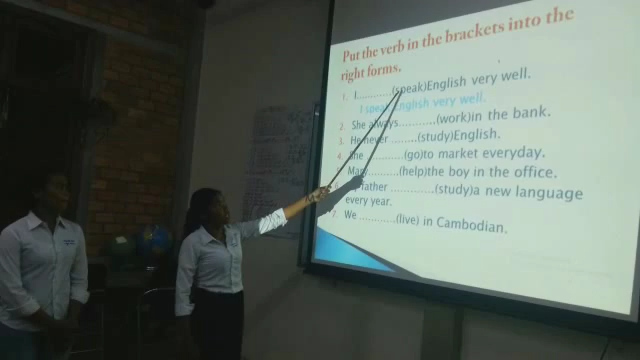 Put the verb in the brackets into the
right forms.
1. I...........(speak)English very well.
I speak English very well.
2. She always...........(work)in the bank.
3. He never ........(study)English.
4. She ...........(go)to market everyday.
Mary...........(help)the boy in the office.
father ............(study)a new language
every year.
7. We ..........(live) in Cambodian.